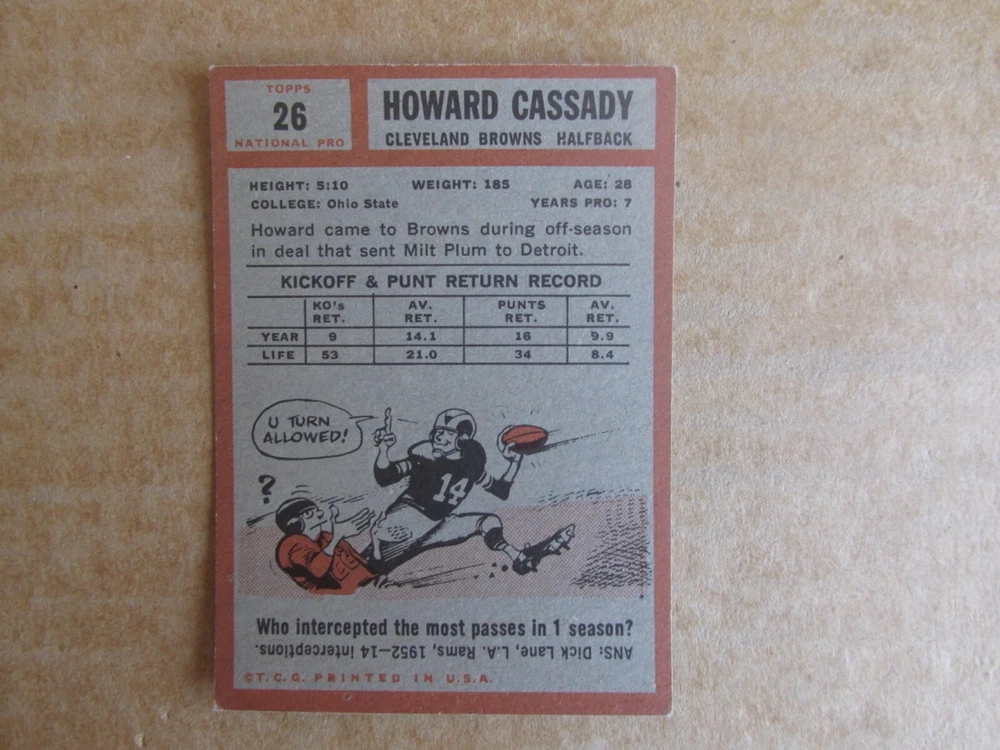 TOPPS
26
NATIONAL PRO
HOWARD CASSADY
CLEVELAND BROWNS HALFBACK
HEIGHT: 5:10 WEIGHT: 185 AGE: 28
COLLEGE: Ohio State YEARS PRO: 7
Howard came to Browns during off-season
in deal that sent Milt Plum to Detroit.
KICKOFF & PUNT RETURN RECORD
KO's AV. PUNTS AV.
RET. RET. RET. RET.
YEAR 9 14.1 16 9.9
LIFE 53 21.0 34 8.4
U TURN
ALLOWED!
?
14
Who intercepted the most passes in 1 season?
ANS: Dick Lane, L.A. Rams, 1952—14 interceptions.
©T.C.G. PRINTED IN U.S.A.